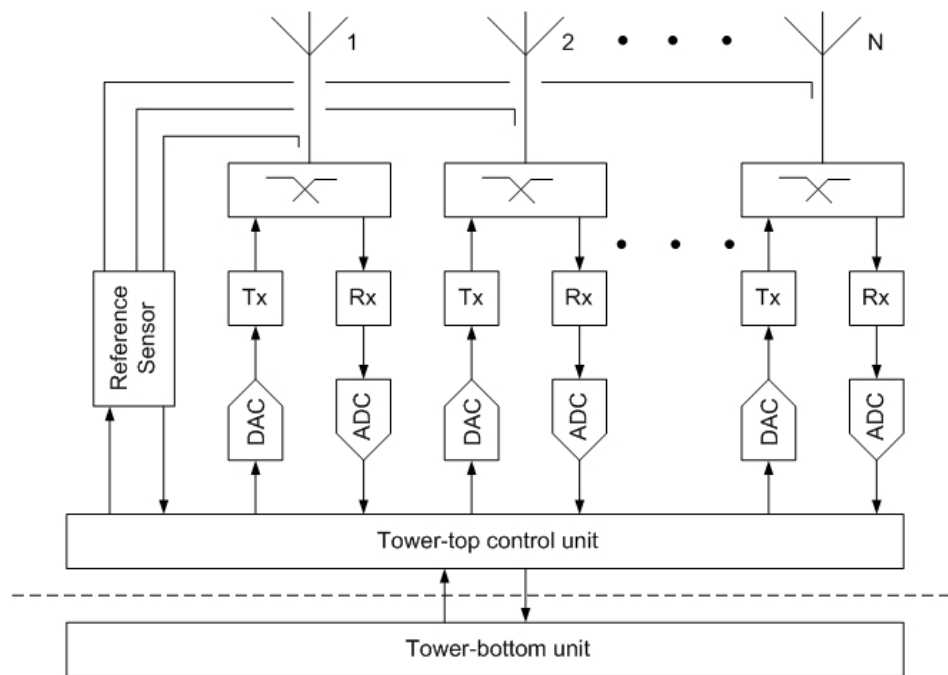 1
2
N
Reference
Sensor
Tx
Rx
Tx
Rx
Tx
Rx
DAC
ADC
DAC
ADC
DAC
ADC
Tower-top control unit
Tower-bottom unit